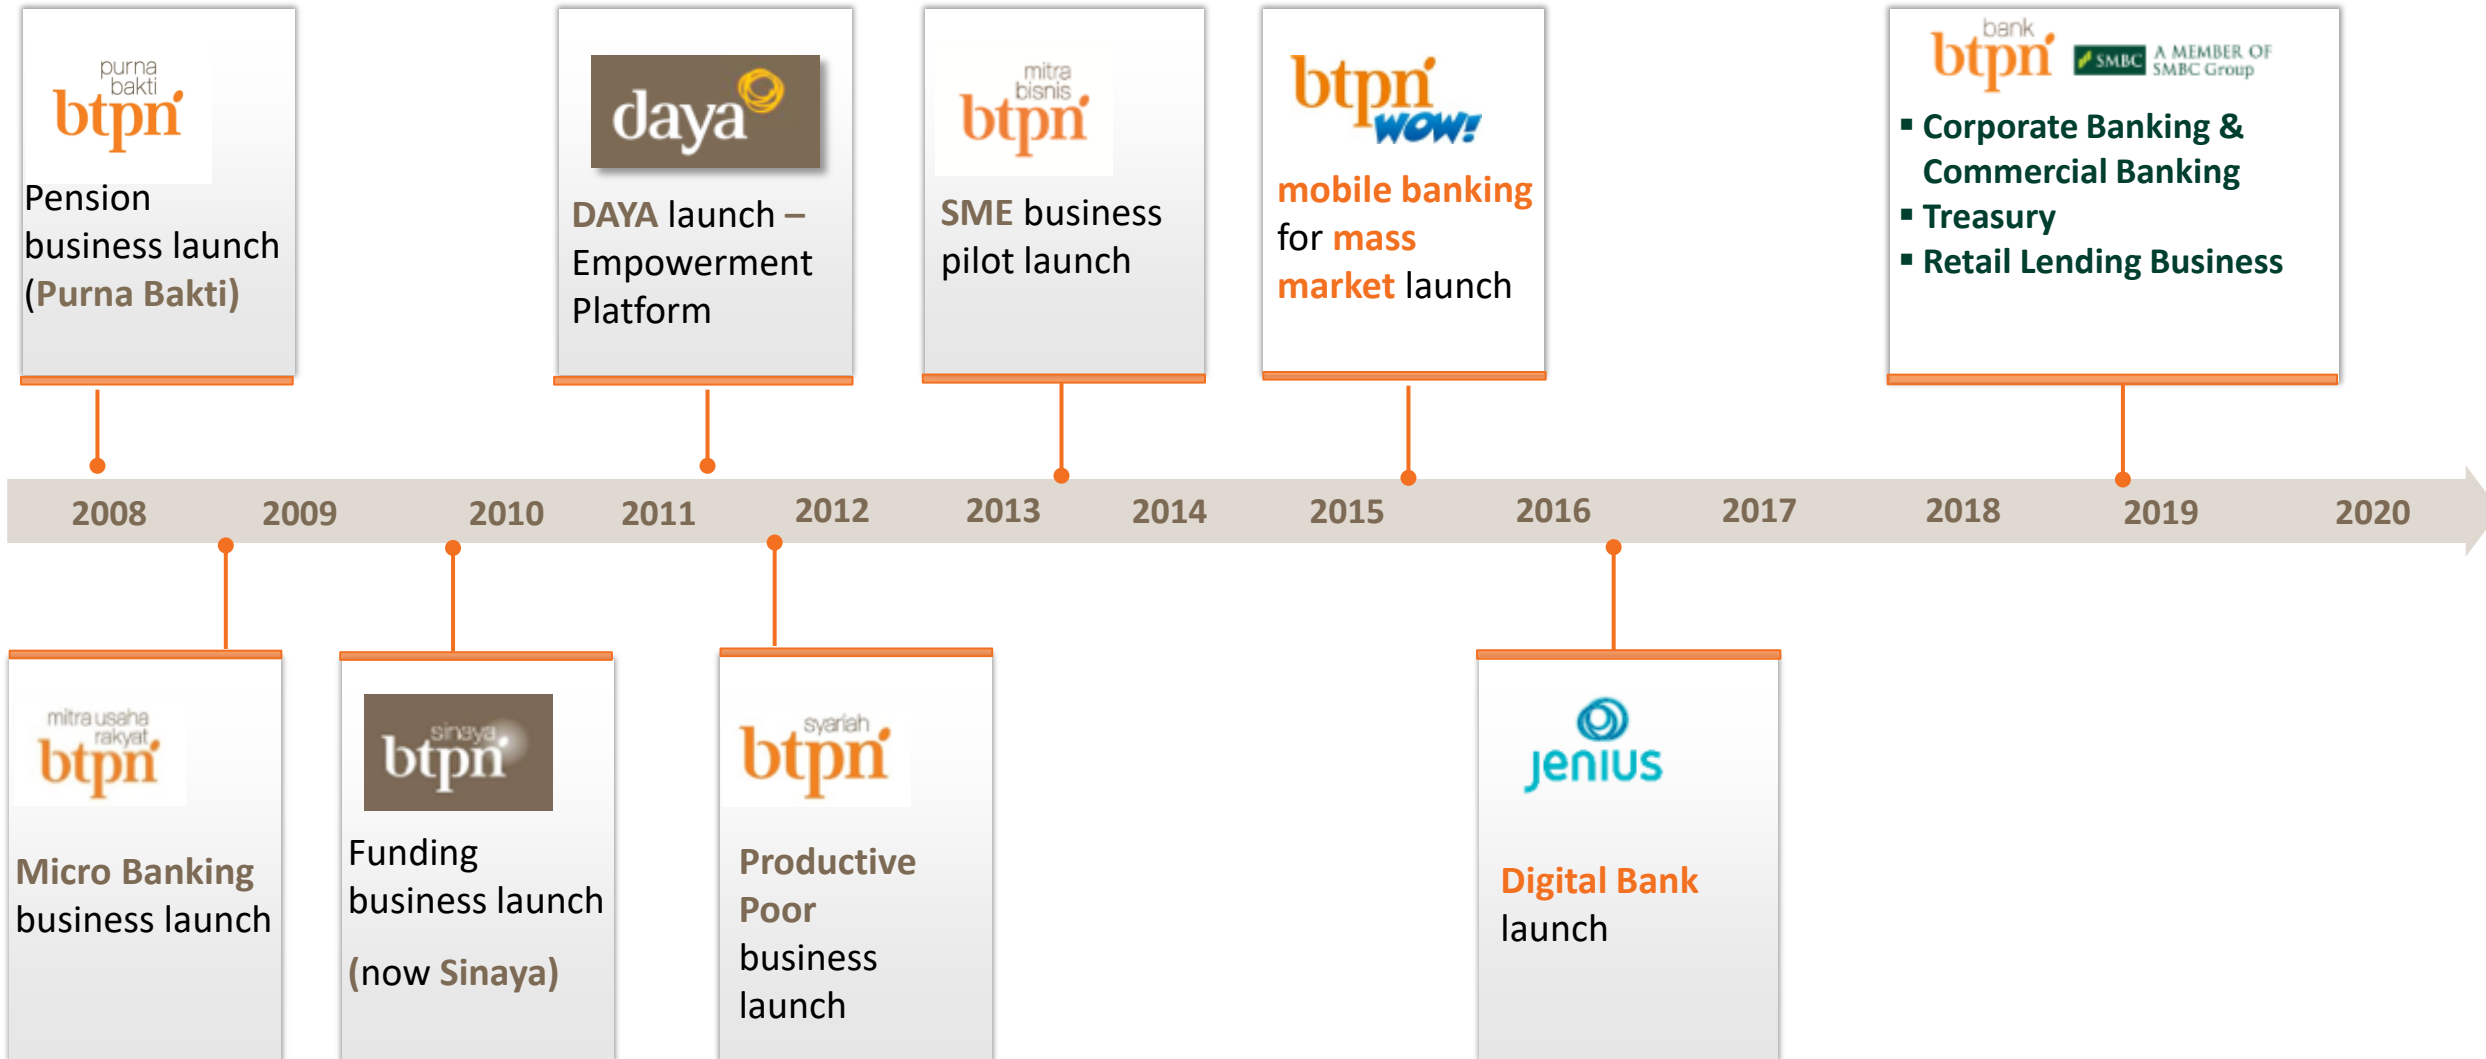 purna
bakti
btpn
Pension
business launch
(Purna Bakti)
daya
DAYA launch –
Empowerment
Platform
mitra
bisnis
btpn
SME business
pilot launch
btpn
WOW!
mobile banking
for mass
market launch
bank
btpn
SMBC
A MEMBER OF
SMBC Group
▪ Corporate Banking &
Commercial Banking
▪ Treasury
▪ Retail Lending Business
2008 2009 2010 2011 2012 2013 2014 2015 2016 2017 2018 2019 2020
mitra usaha
rakyat
btpn
Micro Banking
business launch
sinaya
btpn
Funding
business launch
(now Sinaya)
syariah
btpn
Productive
Poor
business
launch
jenius
Digital Bank
launch